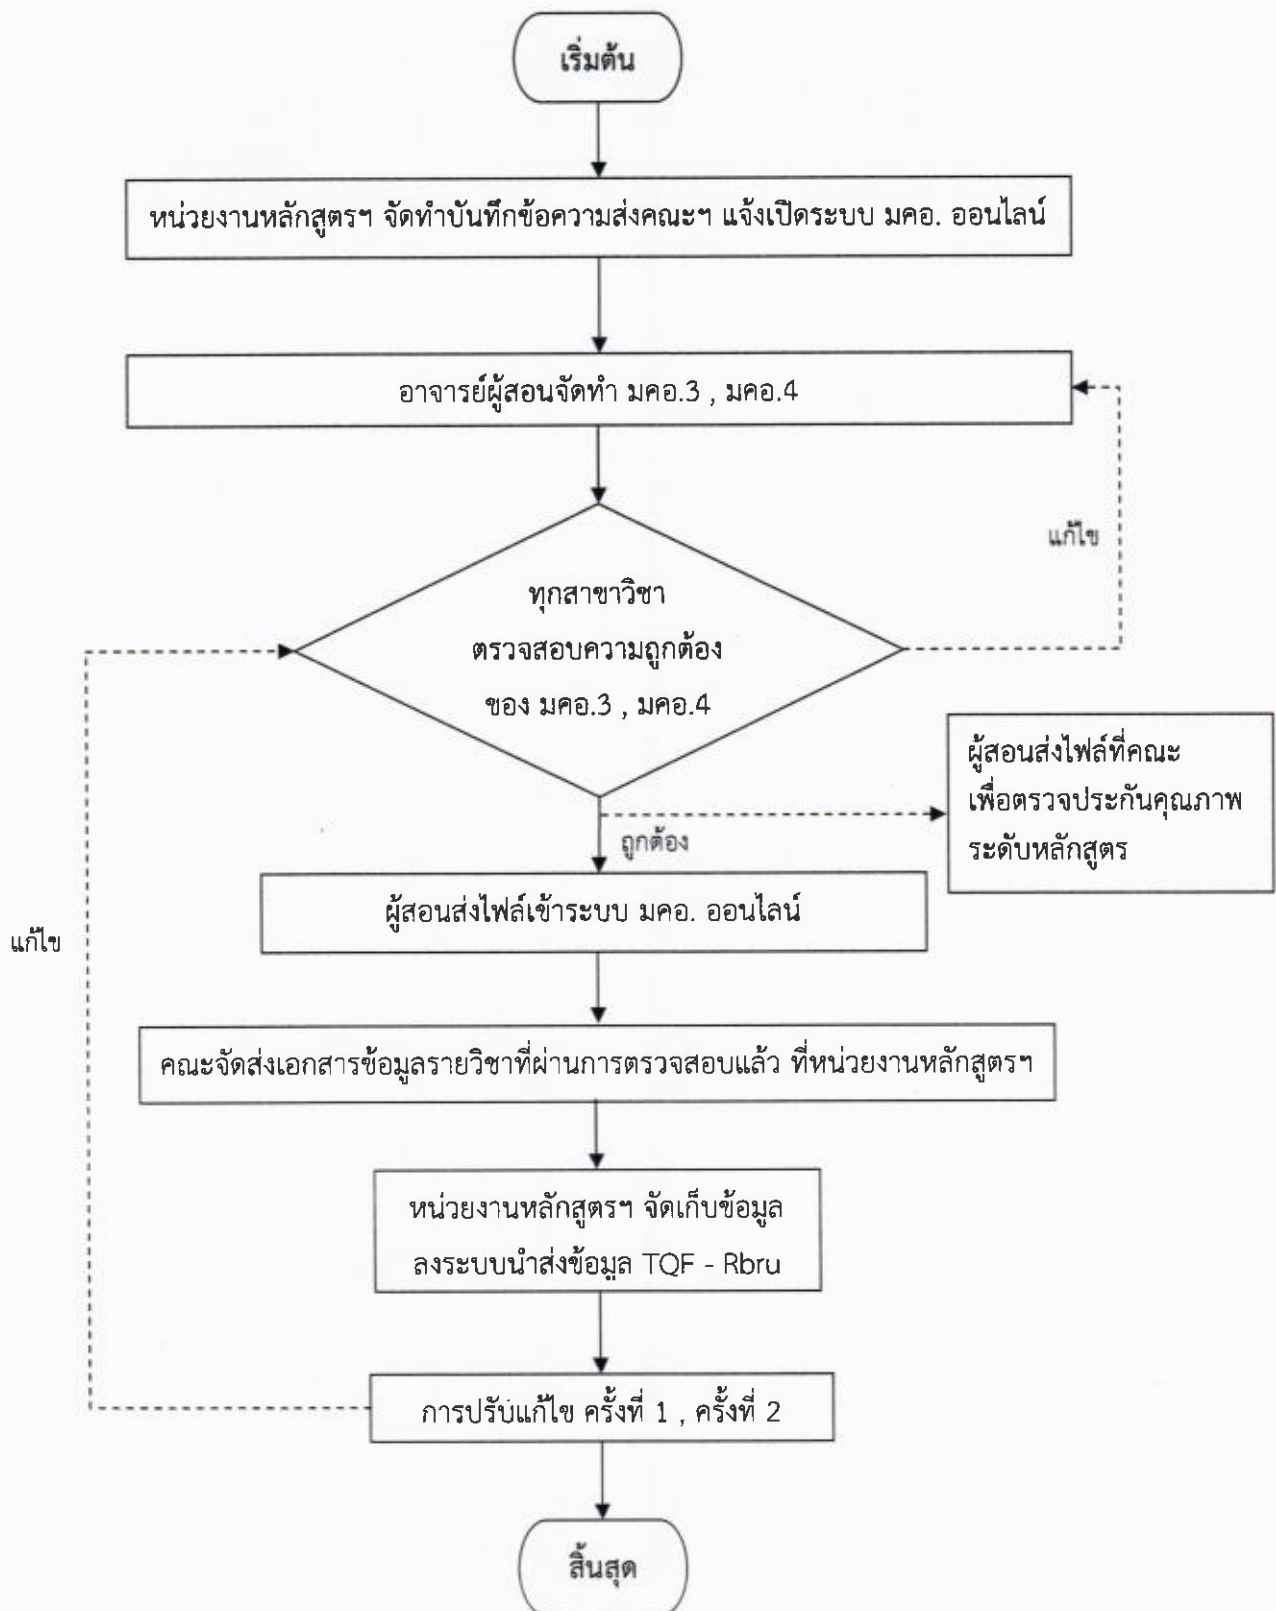 เริ่มต้น
หน่วยงานหลักสูตรฯ จัดทำบันทึกข้อความส่งคณะฯ แจ้งเปิดระบบ มคอ. ออนไลน์
อาจารย์ผู้สอนจัดทำ มคอ.3 , มคอ.4
แก้ไข
ทุกสาขาวิชา
ตรวจสอบความถูกต้อง
ของ มคอ.3 , มคอ.4
ผู้สอนส่งไฟล์ที่คณะ
เพื่อตรวจประกันคุณภาพ
ระดับหลักสูตร
ถูกต้อง
ผู้สอนส่งไฟล์เข้าระบบ มคอ. ออนไลน์
แก้ไข
คณะจัดส่งเอกสารข้อมูลรายวิชาที่ผ่านการตรวจสอบแล้ว ที่หน่วยงานหลักสูตรฯ
หน่วยงานหลักสูตรฯ จัดเก็บข้อมูล
ลงระบบนำส่งข้อมูล TQF - Rbru
การปรับแก้ไข ครั้งที่ 1 , ครั้งที่ 2
สิ้นสุด